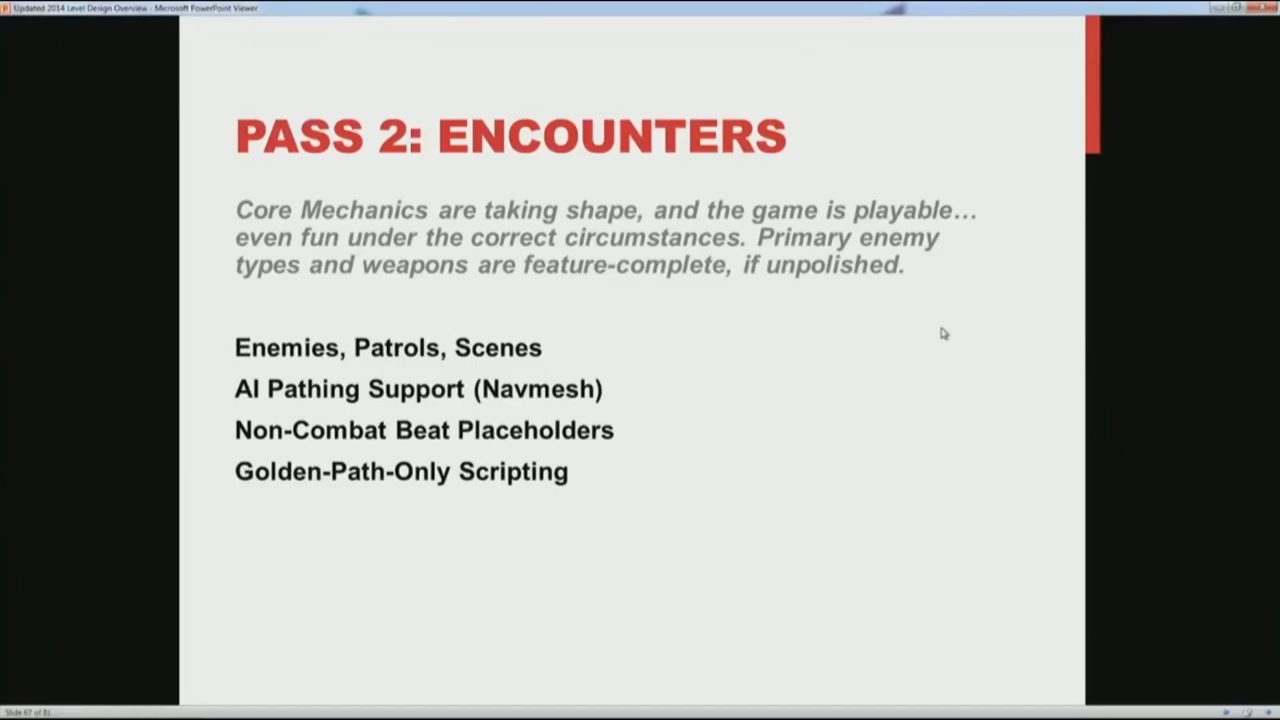 Updated 2014 Level Design Overview - Microsoft PowerPoint Viewer
PASS 2: ENCOUNTERS
Core Mechanics are taking shape, and the game is playable…
even fun under the correct circumstances. Primary enemy
types and weapons are feature-complete, if unpolished.
Enemies, Patrols, Scenes
AI Pathing Support (Navmesh)
Non-Combat Beat Placeholders
Golden-Path-Only Scripting
Slide 67 of 81